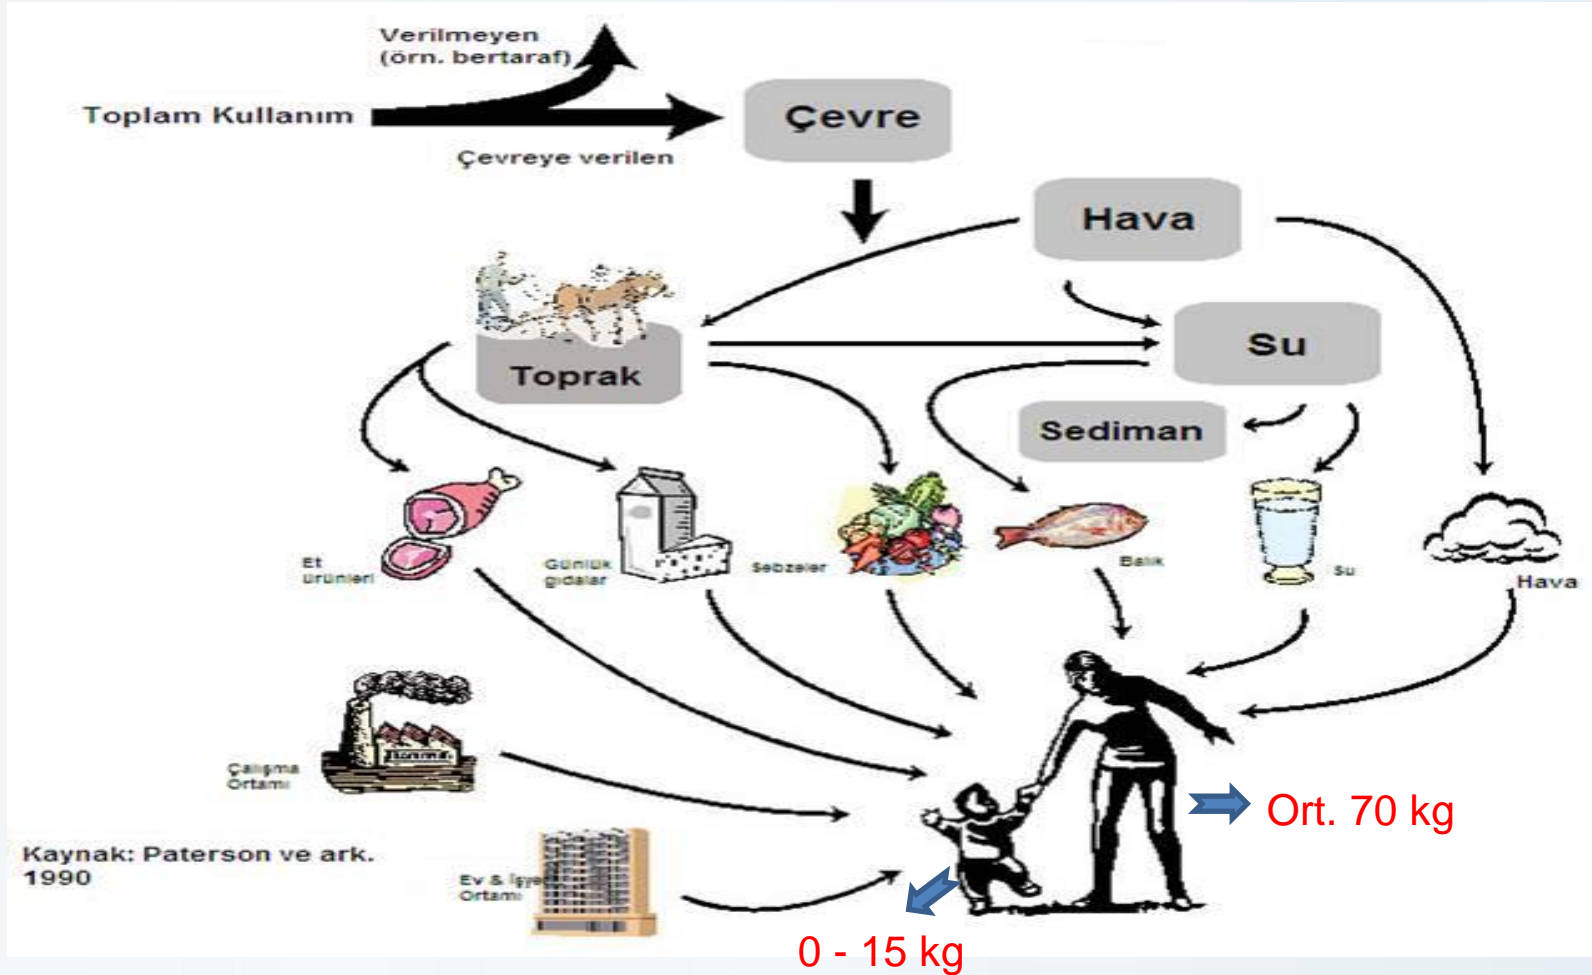 Verilmeyen
(örn. bertaraf)
Toplam Kullanım
Çevre
Çevreye verilen
Hava
Su
Toprak
Sediman
Et
ürünleri
Günlük
gıdalar
Sebzeler
Balık
Su
Hava
Çalışma
Ortamı
Ort. 70 kg
Kaynak: Paterson ve ark.
1990
Ev & İşye
Ortamı
0 - 15 kg